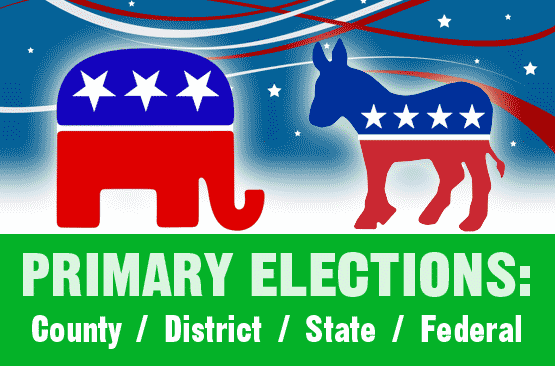 PRIMARY ELECTIONS:
County / District / State / Federal